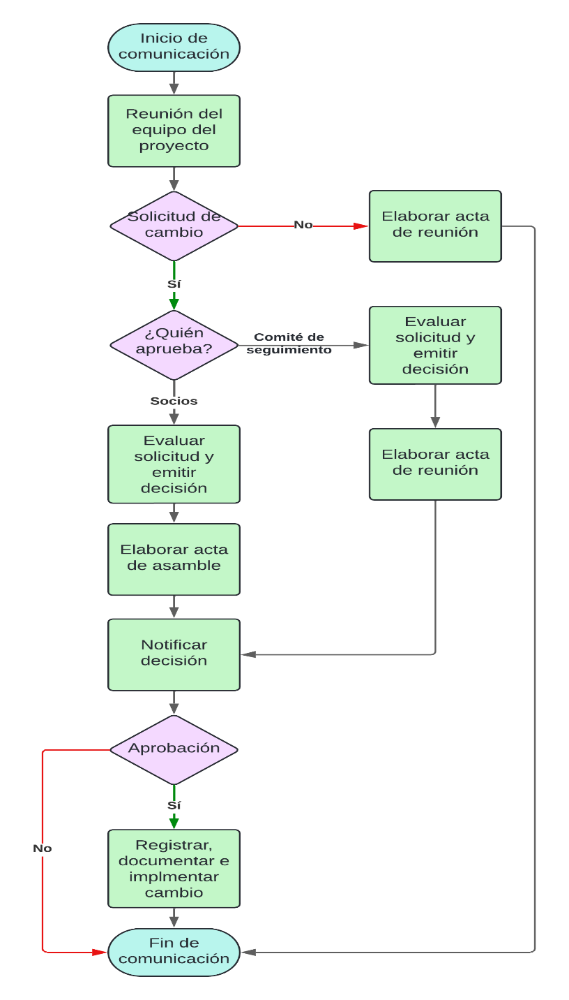 Inicio de
comunicación
Reunión del
equipo del
proyecto
Solicitud de
cambio
No
Elaborar acta
de reunión
Sí
¿Quién
aprueba?
Comité de
seguimiento
Evaluar
solicitud y
emitir
decisión
Socios
Evaluar
solicitud y
emitir
decisión
Elaborar acta
de reunión
Elaborar acta
de asamble
Notificar
decisión
Aprobación
Sí
No
Registrar,
documentar e
implmentar
cambio
Fin de
comunicación